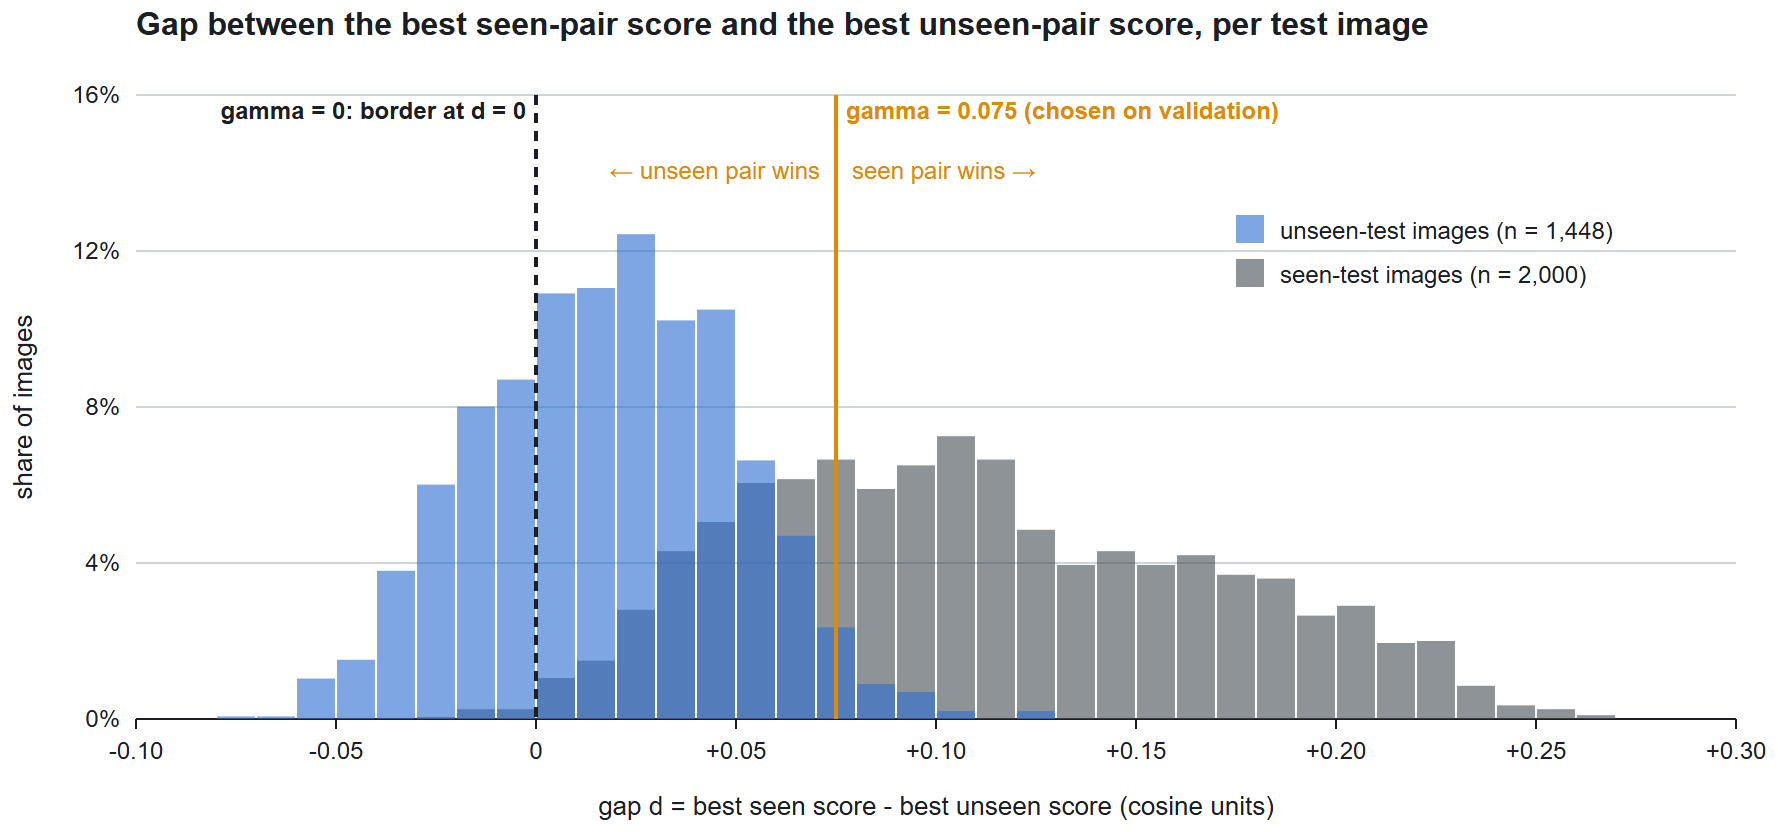 Gap between the best seen-pair score and the best unseen-pair score, per test image
16%
gamma = 0: border at d = 0
gamma = 0.075 (chosen on validation)
← unseen pair wins
seen pair wins →
unseen-test images (n = 1,448)
seen-test images (n = 2,000)
12%
8%
4%
0%
share of images
-0.10
-0.05
0
+0.05
+0.10
+0.15
+0.20
+0.25
+0.30
gap d = best seen score - best unseen score (cosine units)